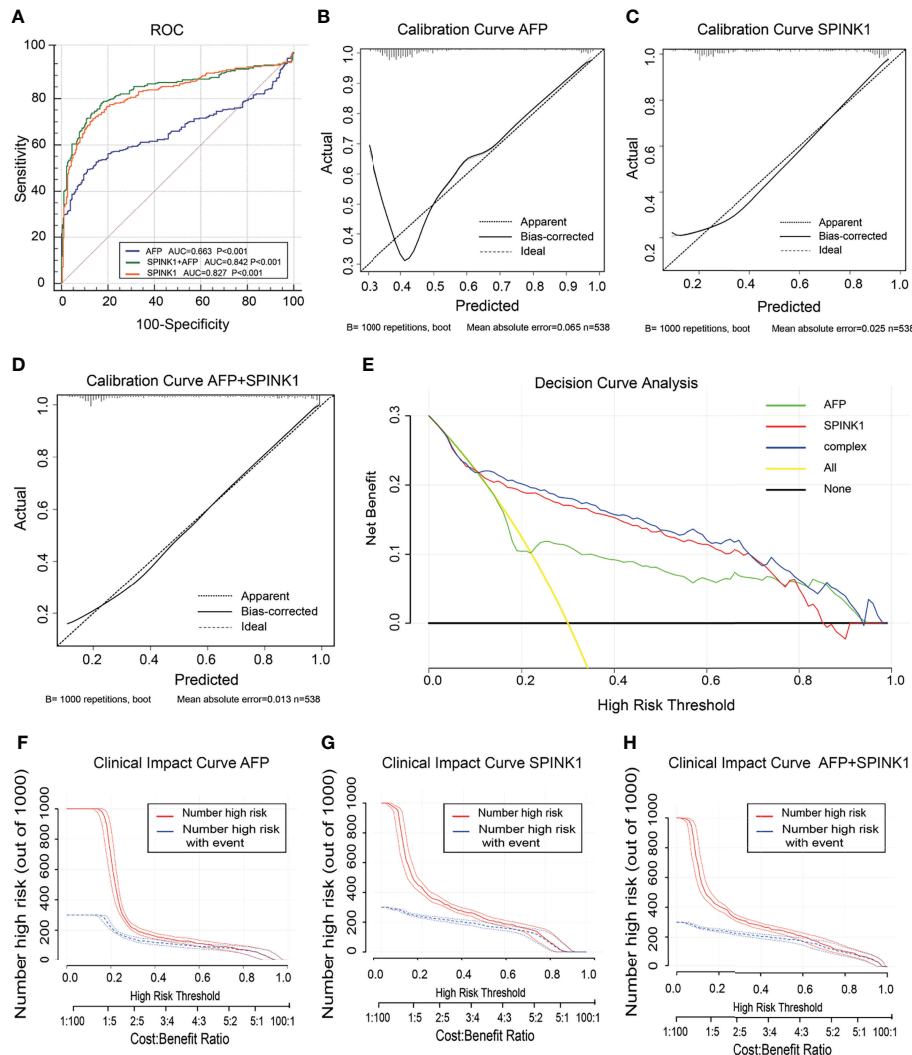 A
ROC
Sensitivity
100
80
60
40
20
0
0 20 40 60 80 100
100-Specificity
AFP AUC=0.663 P<0.001
SPINK1+AFP AUC=0.842 P<0.001
SPINK1 AUC=0.827 P<0.001
B
Calibration Curve AFP
Actual
1.0
0.9
0.8
0.7
0.6
0.5
0.4
0.3
0.3 0.4 0.5 0.6 0.7 0.8 0.9 1.0
Predicted
Apparent
Bias-corrected
Ideal
B= 1000 repetitions, boot Mean absolute error=0.065 n=538
C
Calibration Curve SPINK1
Actual
1.0
0.8
0.6
0.4
0.2
0.2 0.4 0.6 0.8 1.0
Predicted
Apparent
Bias-corrected
Ideal
B= 1000 repetitions, boot Mean absolute error=0.025 n=538
D
Calibration Curve AFP+SPINK1
Actual
1.0
0.8
0.6
0.4
0.2
0.2 0.4 0.6 0.8 1.0
Predicted
Apparent
Bias-corrected
Ideal
B= 1000 repetitions, boot Mean absolute error=0.013 n=538
E
Decision Curve Analysis
Net Benefit
0.3
0.2
0.1
0.0
0.0 0.2 0.4 0.6 0.8 1.0
High Risk Threshold
AFP
SPINK1
complex
All
None
F
Clinical Impact Curve AFP
Number high risk (out of 1000)
1000
800
600
400
200
0
Number high risk
Number high risk
with event
0.0 0.2 0.4 0.6 0.8 1.0
High Risk Threshold
1:100 1:5 2:5 3:4 4:3 5:2 5:1 100:1
Cost:Benefit Ratio
G
Clinical Impact Curve SPINK1
Number high risk (out of 1000)
1000
800
600
400
200
0
Number high risk
Number high risk
with event
0.0 0.2 0.4 0.6 0.8 1.0
High Risk Threshold
1:100 1:5 2:5 3:4 4:3 5:2 5:1 100:1
Cost:Benefit Ratio
H
Clinical Impact Curve AFP+SPINK1
Number high risk (out of 1000)
1000
800
600
400
200
0
Number high risk
Number high risk
with event
0.0 0.2 0.4 0.6 0.8 1.0
High Risk Threshold
1:100 1:5 2:5 3:4 4:3 5:2 5:1 100:1
Cost:Benefit Ratio